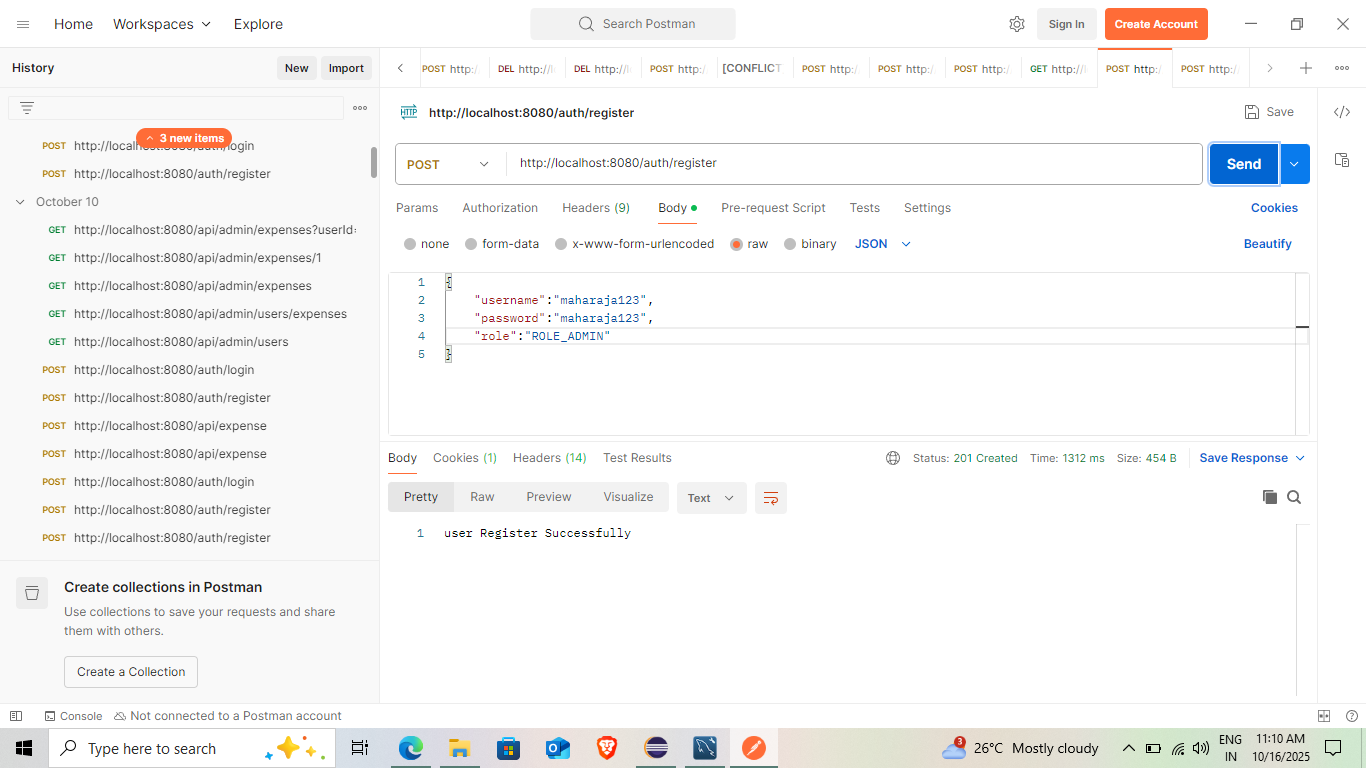 Home
Workspaces
Explore
Search Postman
Sign In
Create Account
History
New
Import
POST http:/
DEL http://l
DEL http://l
POST http:/
[CONFLICT
POST http:/
POST http:/
POST http:/
GET http://l
POST http:/
POST http:/
3 new items
POST http://localhost:8080/auth/login
POST http://localhost:8080/auth/register
October 10
GET http://localhost:8080/api/admin/expenses?userId=
GET http://localhost:8080/api/admin/expenses/1
GET http://localhost:8080/api/admin/expenses
GET http://localhost:8080/api/admin/users/expenses
GET http://localhost:8080/api/admin/users
POST http://localhost:8080/auth/login
POST http://localhost:8080/auth/register
POST http://localhost:8080/api/expense
POST http://localhost:8080/api/expense
POST http://localhost:8080/auth/login
POST http://localhost:8080/auth/register
POST http://localhost:8080/auth/register
Create collections in Postman
Use collections to save your requests and share
them with others.
Create a Collection
HTTP http://localhost:8080/auth/register
Save
POST
http://localhost:8080/auth/register
Send
Params
Authorization
Headers (9)
Body
Pre-request Script
Tests
Settings
Cookies
none
form-data
x-www-form-urlencoded
raw
binary
JSON
Beautify
1 {
2 "username":"maharaja123",
3 "password":"maharaja123",
4 "role":"ROLE_ADMIN"
5 }
Body
Cookies (1)
Headers (14)
Test Results
Status: 201 Created
Time: 1312 ms
Size: 454 B
Save Response
Pretty
Raw
Preview
Visualize
Text
1 user Register Successfully
Console
Not connected to a Postman account
Type here to search
3
26°C Mostly cloudy
ENG
IN
11:10 AM
10/16/2025